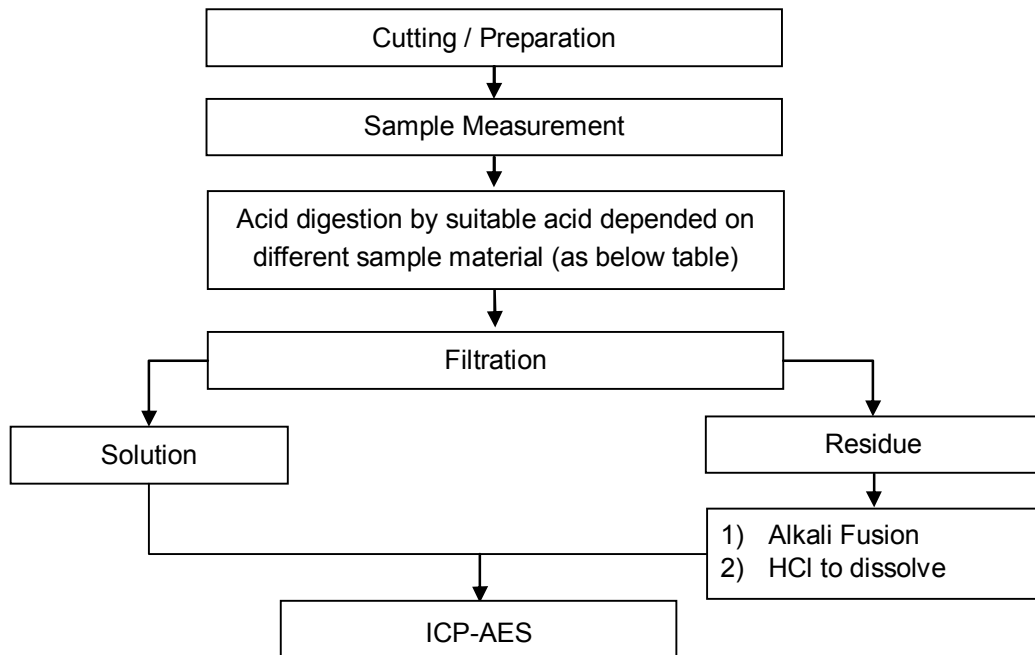 Cutting / Preparation
Sample Measurement
Acid digestion by suitable acid depended on
different sample material (as below table)
Filtration
Solution
Residue
1) Alkali Fusion
2) HCl to dissolve
ICP-AES